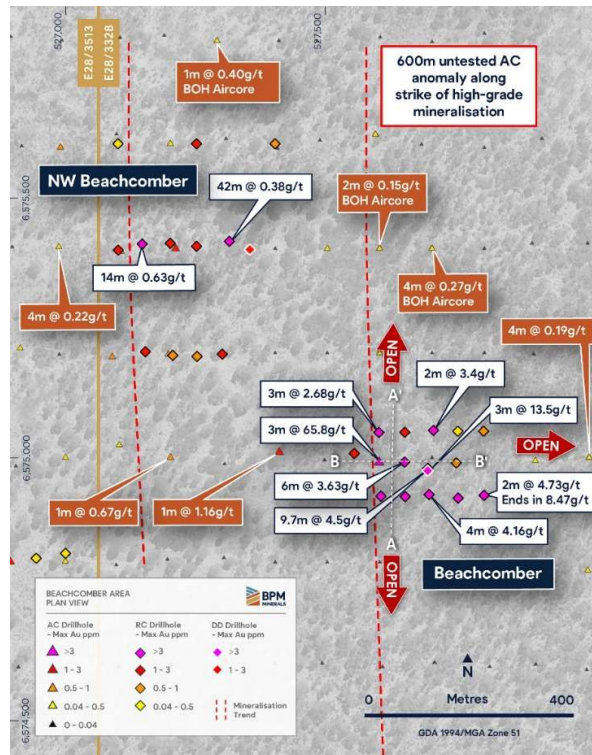 527,000
527,500
E28/3513
E28/3328
1m @ 0.40g/t
BOH Aircore
600m untested AC
anomaly along
strike of high-grade
mineralisation
NW Beachcomber
6,575,500
42m @ 0.38g/t
2m @ 0.15g/t
BOH Aircore
14m @ 0.63g/t
4m @ 0.27g/t
BOH Aircore
4m @ 0.22g/t
4m @ 0.19g/t
OPEN
2m @ 3.4g/t
3m @ 2.68g/t
A'
3m @ 13.5g/t
3m @ 65.8g/t
OPEN
6,575,000
B
B'
6m @ 3.63g/t
2m @ 4.73g/t
Ends in 8.47g/t
1m @ 0.67g/t
1m @ 1.16g/t
9.7m @ 4.5g/t
4m @ 4.16g/t
A
OPEN
Beachcomber
BEACHCOMBER AREA
PLAN VIEW
BPM
MINERALS
AC Drillhole
- Max Au ppm
RC Drillhole
- Max Au ppm
DD Drillhole
- Max Au ppm
>3
>3
>3
1 - 3
1 - 3
1 - 3
0.5 - 1
0.5 - 1
0.04 - 0.5
0.04 - 0.5
Mineralisation
Trend
0 - 0.04
N
0 Metres 400
GDA 1994/MGA Zone 51
6,574,500